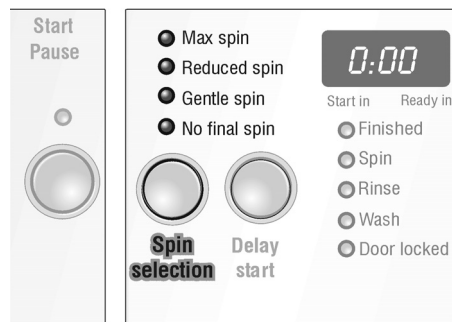 Start
Pause
Max spin
Reduced spin
Gentle spin
No final spin
Spin
selection
Delay
start
0:00
Start in Ready in
Finished
Spin
Rinse
Wash
Door locked